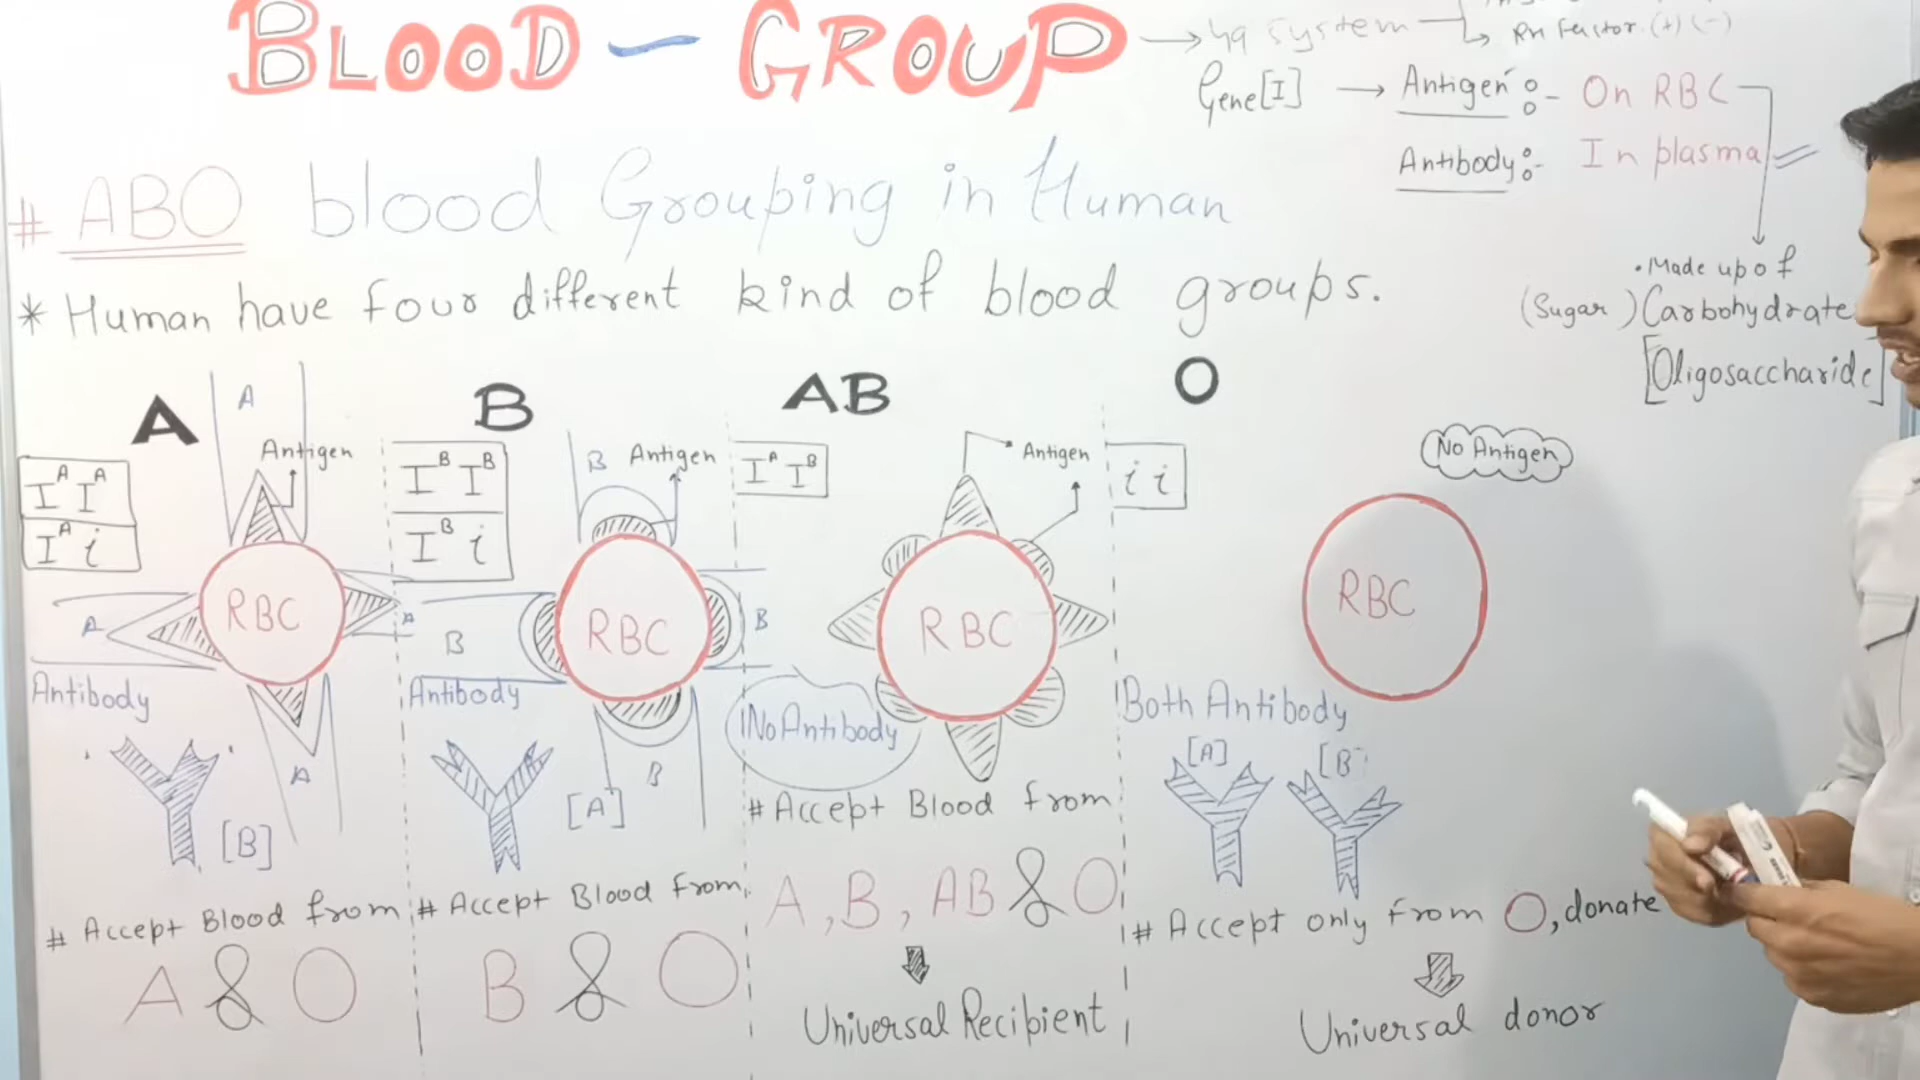 BLOOD - GROUP → 49 system
Rh factor. (+) (-)
Gene[I] → Antigen :- On RBC
Antibody :- In plasma
# ABO blood Grouping in Human
* Human have four different kind of blood groups.
• Made up of
(Sugar) Carbohydrate
[Oligosaccharide]
A
B
AB
O
A
Antigen
I^A I^A
I^A i
RBC
A
A
A
Antibody
[B]
# Accept Blood from
A & O
B Antigen
I^B I^B
I^B i
RBC
B
B
B
Antibody
[A]
# Accept Blood from
B & O
I^A I^B
Antigen
RBC
No Antibody
# Accept Blood from
A, B, AB & O
Universal Recipient
i i
No Antigen
RBC
Both Antibody
[A] [B]
# Accept only from O, donate
Universal donor